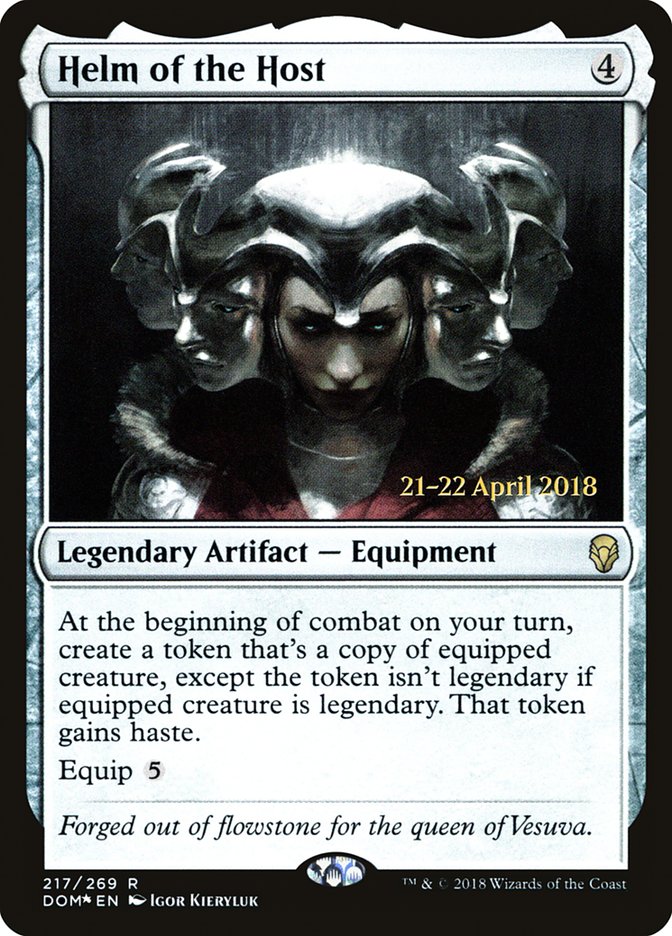 Helm of the Host 4
21–22 April 2018
Legendary Artifact — Equipment
At the beginning of combat on your turn,
create a token that's a copy of equipped
creature, except the token isn't legendary if
equipped creature is legendary. That token
gains haste.
Equip 5
Forged out of flowstone for the queen of Vesuva.
217/269 R
DOM★EN Igor Kieryluk
™ & © 2018 Wizards of the Coast